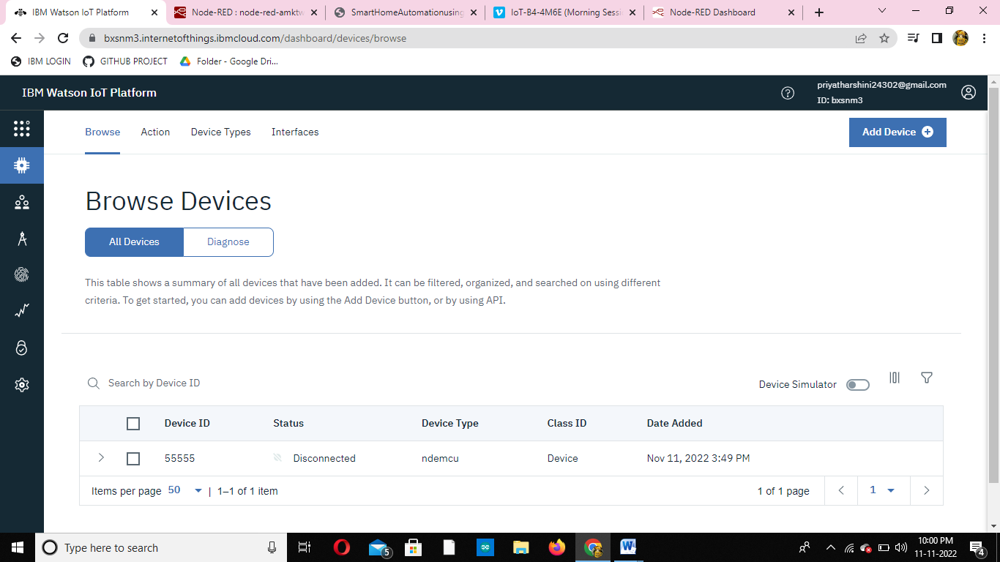 IBM Watson IoT Platform
Node-RED : node-red-amktw
SmartHomeAutomationusing
IoT-B4-4M6E (Morning Sessi
Node-RED Dashboard
bxsnm3.internetofthings.ibmcloud.com/dashboard/devices/browse
IBM LOGIN
GITHUB PROJECT
Folder - Google Dri...
IBM Watson IoT Platform
priyatharshini24302@gmail.com
ID: bxsnm3
Browse
Action
Device Types
Interfaces
Add Device
Browse Devices
All Devices
Diagnose
This table shows a summary of all devices that have been added. It can be filtered, organized, and searched on using different
criteria. To get started, you can add devices by using the Add Device button, or by using API.
Search by Device ID
Device Simulator
Device ID Status Device Type Class ID Date Added
55555 Disconnected ndemcu Device Nov 11, 2022 3:49 PM
Items per page 50 | 1–1 of 1 item
1 of 1 page
1
Type here to search
5
10:00 PM
11-11-2022
4